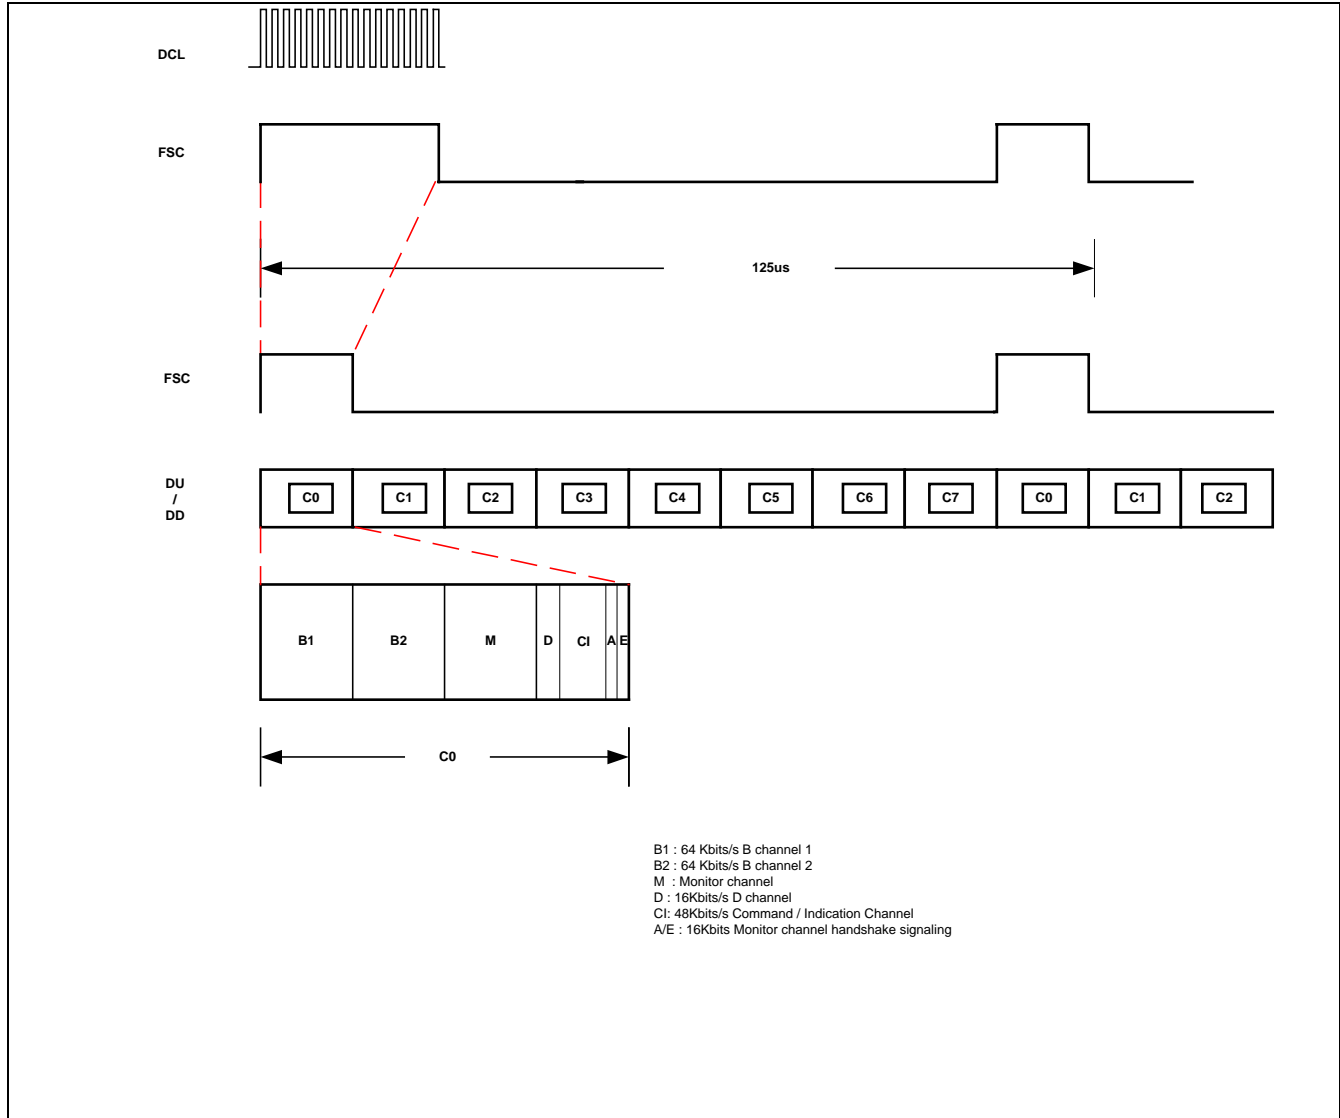 DCL
FSC
125us
FSC
DU
/
DD
C0 C1 C2 C3 C4 C5 C6 C7 C0 C1 C2
B1 B2 M D CI A E
C0
B1 : 64 Kbits/s B channel 1
B2 : 64 Kbits/s B channel 2
M : Monitor channel
D : 16Kbits/s D channel
CI: 48Kbits/s Command / Indication Channel
A/E : 16Kbits Monitor channel handshake signaling